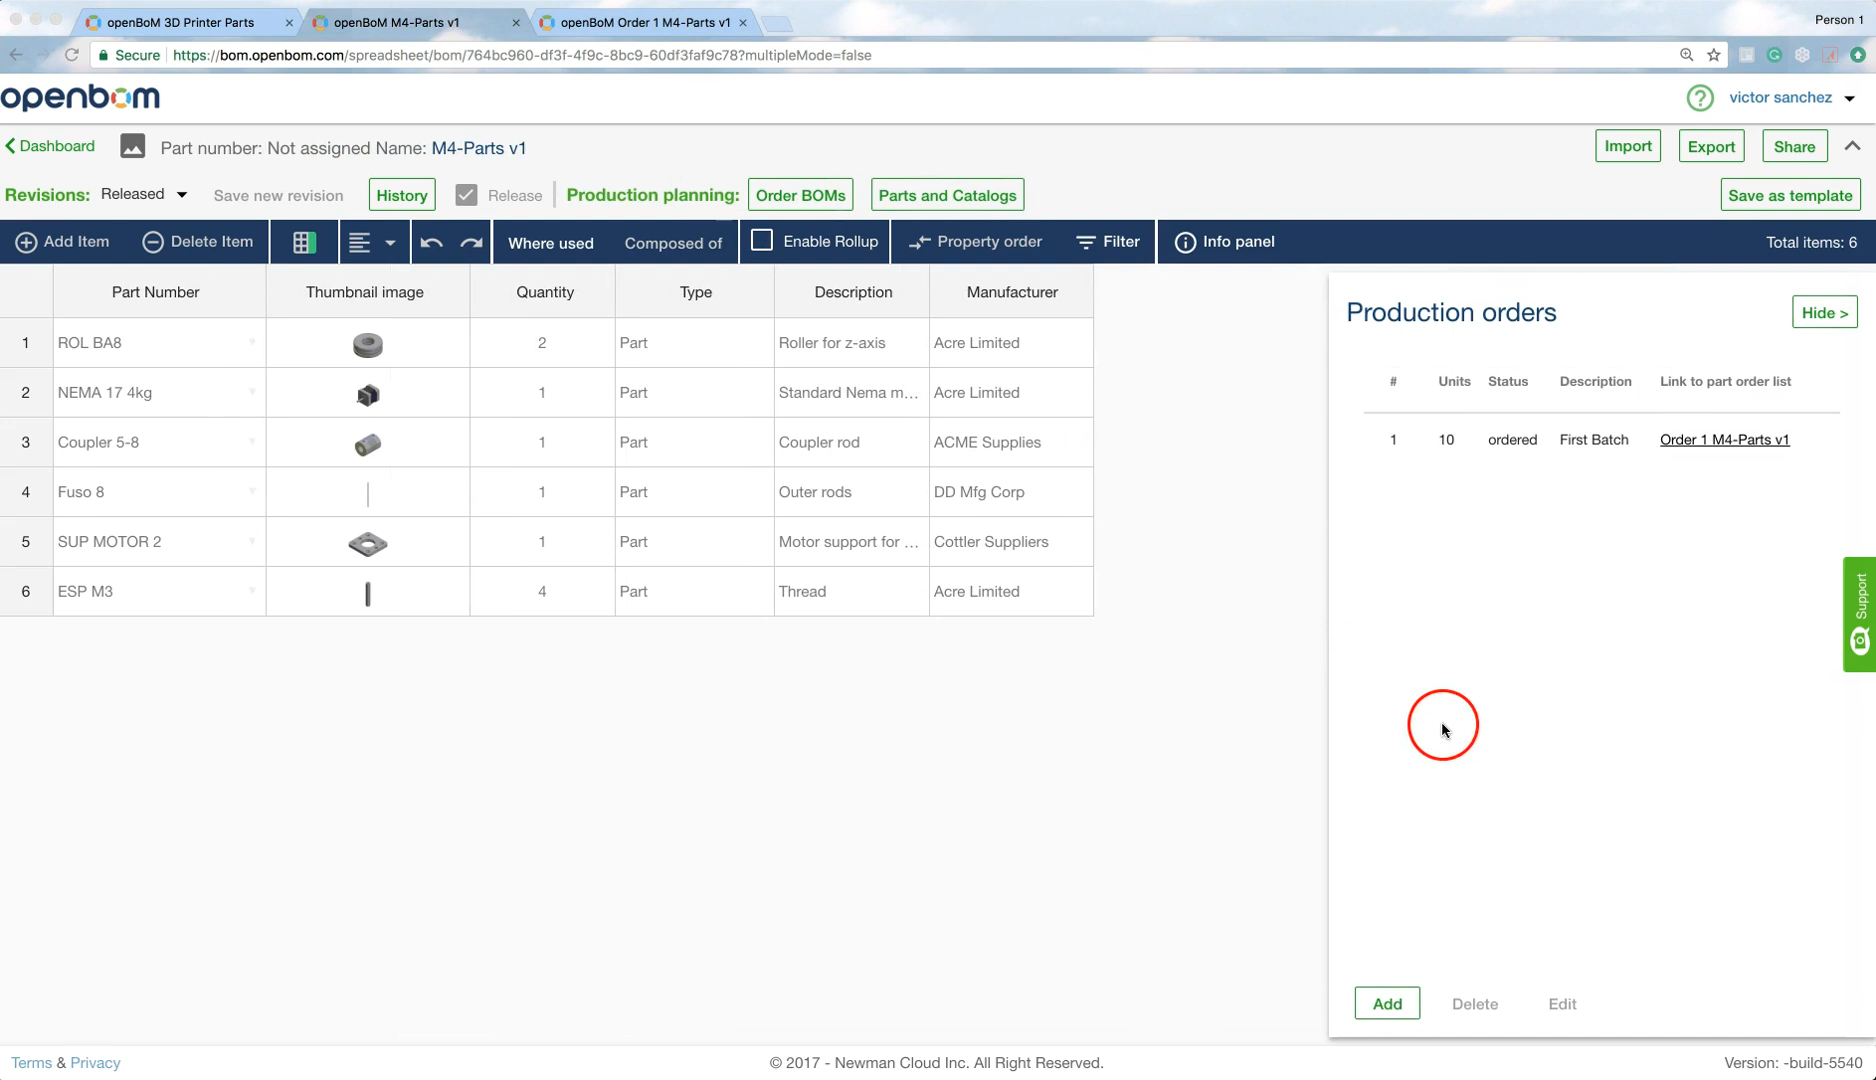 openBoM 3D Printer Parts × openBoM M4-Parts v1 × openBoM Order 1 M4-Parts v1 × Person 1
Secure https://bom.openbom.com/spreadsheet/bom/764bc960-df3f-4f9c-8bc9-60df3faf9c78?multipleMode=false
openbom ? victor sanchez
Dashboard Part number: Not assigned Name: M4-Parts v1 Import Export Share
Revisions: Released Save new revision History Release Production planning: Order BOMs Parts and Catalogs Save as template
Add Item Delete Item Where used Composed of Enable Rollup Property order Filter Info panel Total items: 6
Part Number Thumbnail image Quantity Type Description Manufacturer
1 ROL BA8 2 Part Roller for z-axis Acre Limited
2 NEMA 17 4kg 1 Part Standard Nema m... Acre Limited
3 Coupler 5-8 1 Part Coupler rod ACME Supplies
4 Fuso 8 1 Part Outer rods DD Mfg Corp
5 SUP MOTOR 2 1 Part Motor support for ... Cottler Suppliers
6 ESP M3 4 Part Thread Acre Limited
Production orders Hide >
# Units Status Description Link to part order list
1 10 ordered First Batch Order 1 M4-Parts v1
Support
Add Delete Edit
Terms & Privacy © 2017 - Newman Cloud Inc. All Right Reserved. Version: -build-5540